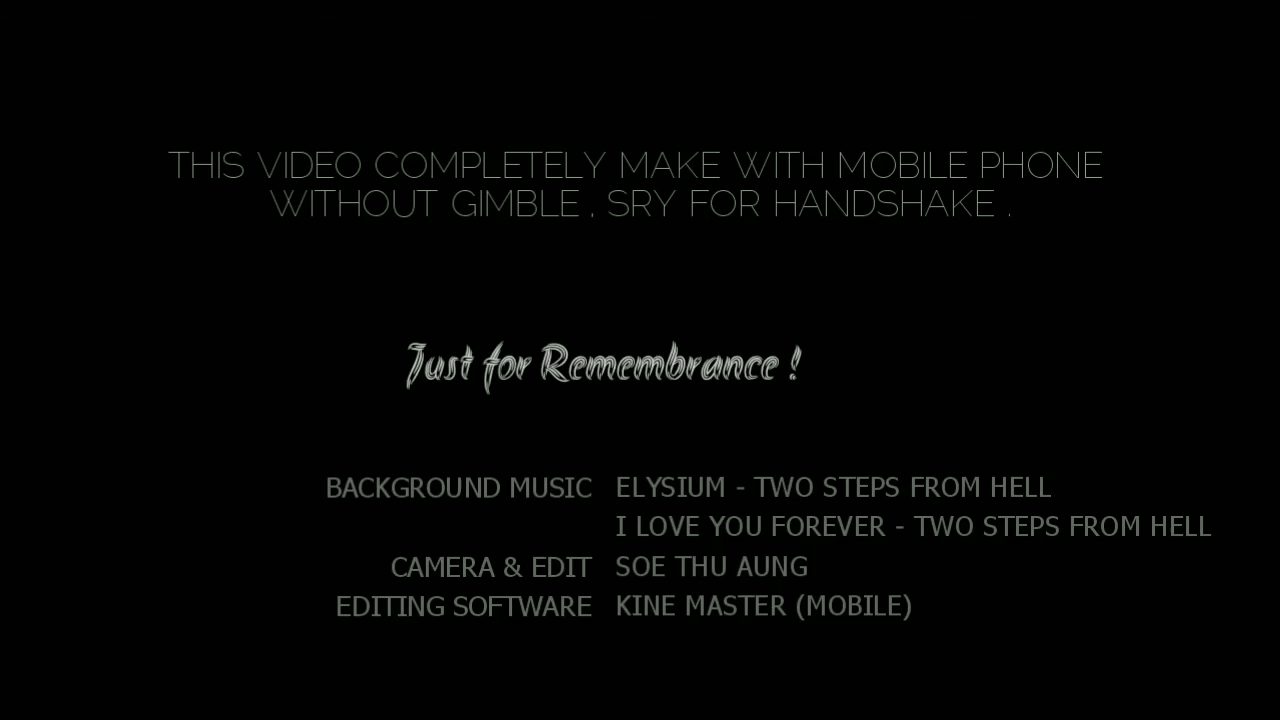 THIS VIDEO COMPLETELY MAKE WITH MOBILE PHONE
WITHOUT GIMBLE , SRY FOR HANDSHAKE .
Just for Remembrance !
BACKGROUND MUSIC ELYSIUM - TWO STEPS FROM HELL
I LOVE YOU FOREVER - TWO STEPS FROM HELL
CAMERA & EDIT SOE THU AUNG
EDITING SOFTWARE KINE MASTER (MOBILE)